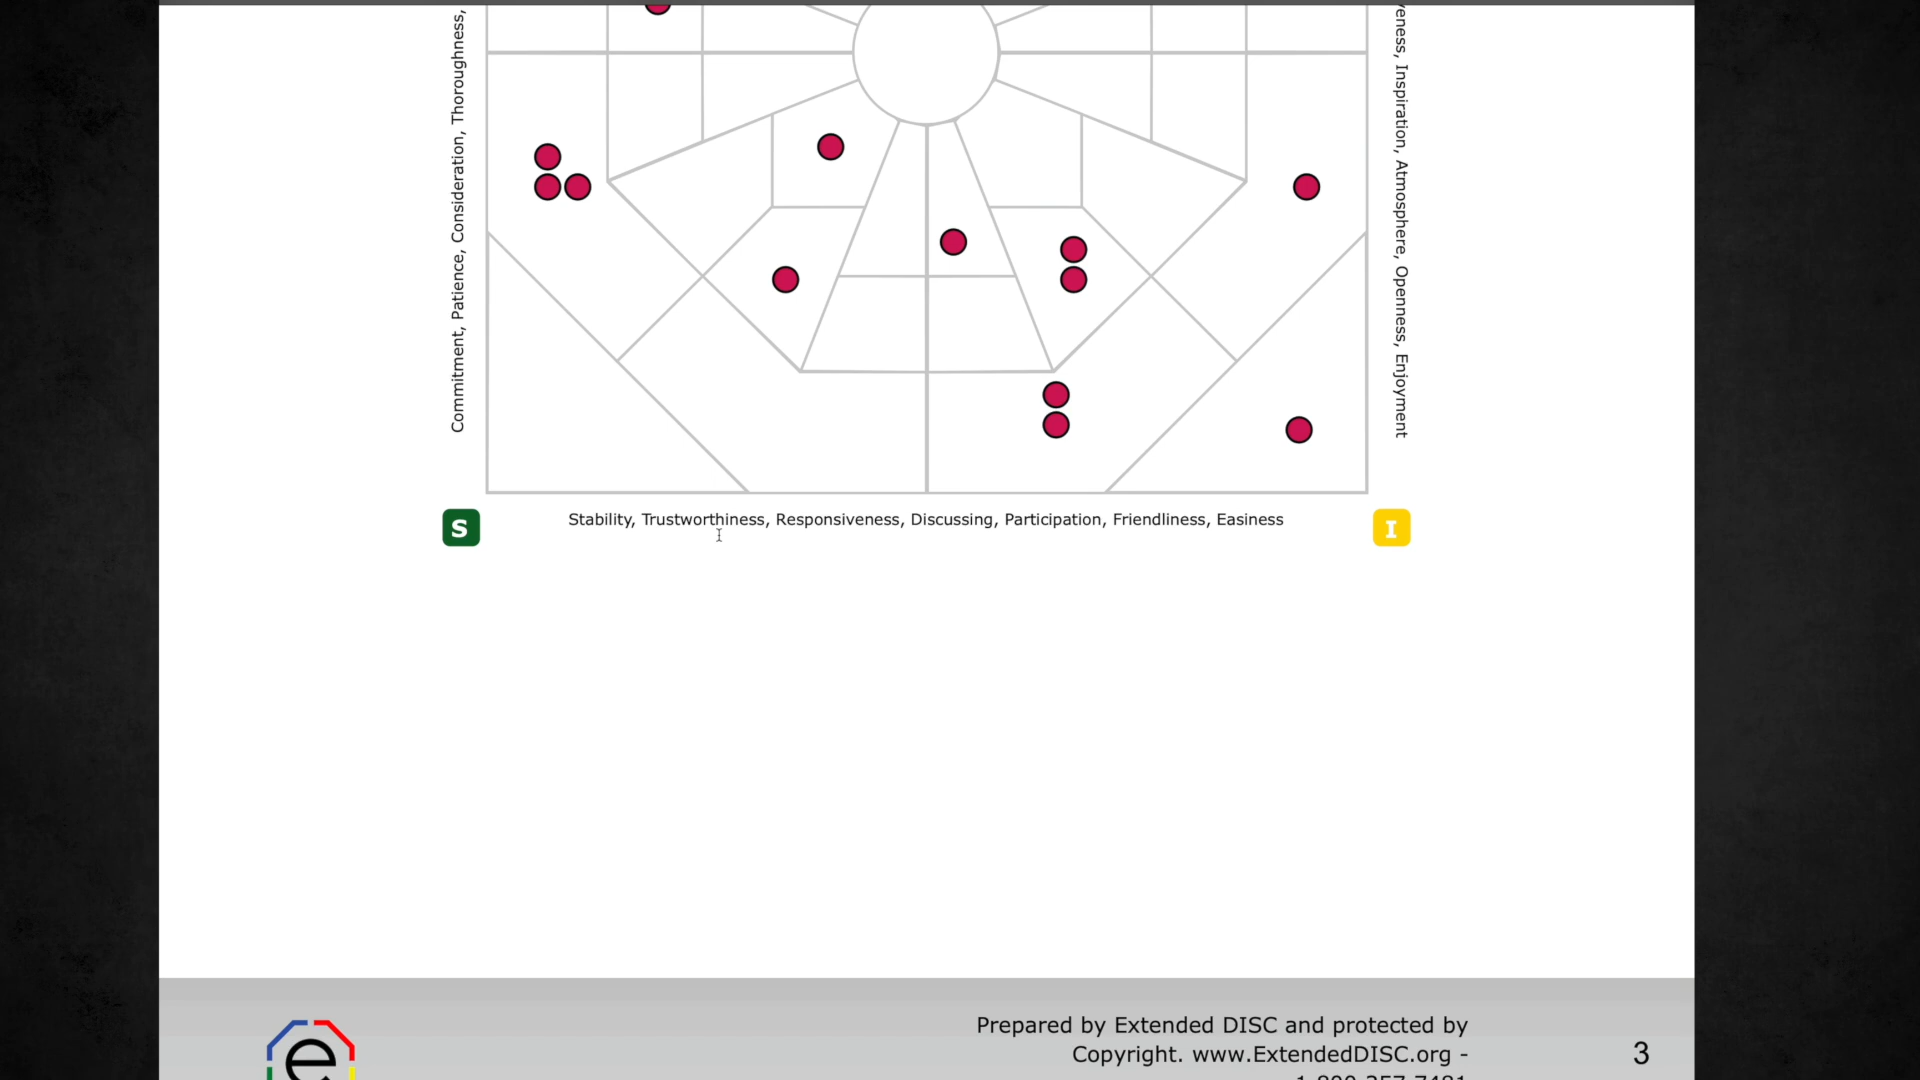 Commitment, Patience, Consideration, Thoroughness,
Inspiration, Atmosphere, Openness, Enjoyment
S
Stability, Trustworthiness, Responsiveness, Discussing, Participation, Friendliness, Easiness
I
e
Prepared by Extended DISC and protected by
Copyright. www.ExtendedDISC.org -
3